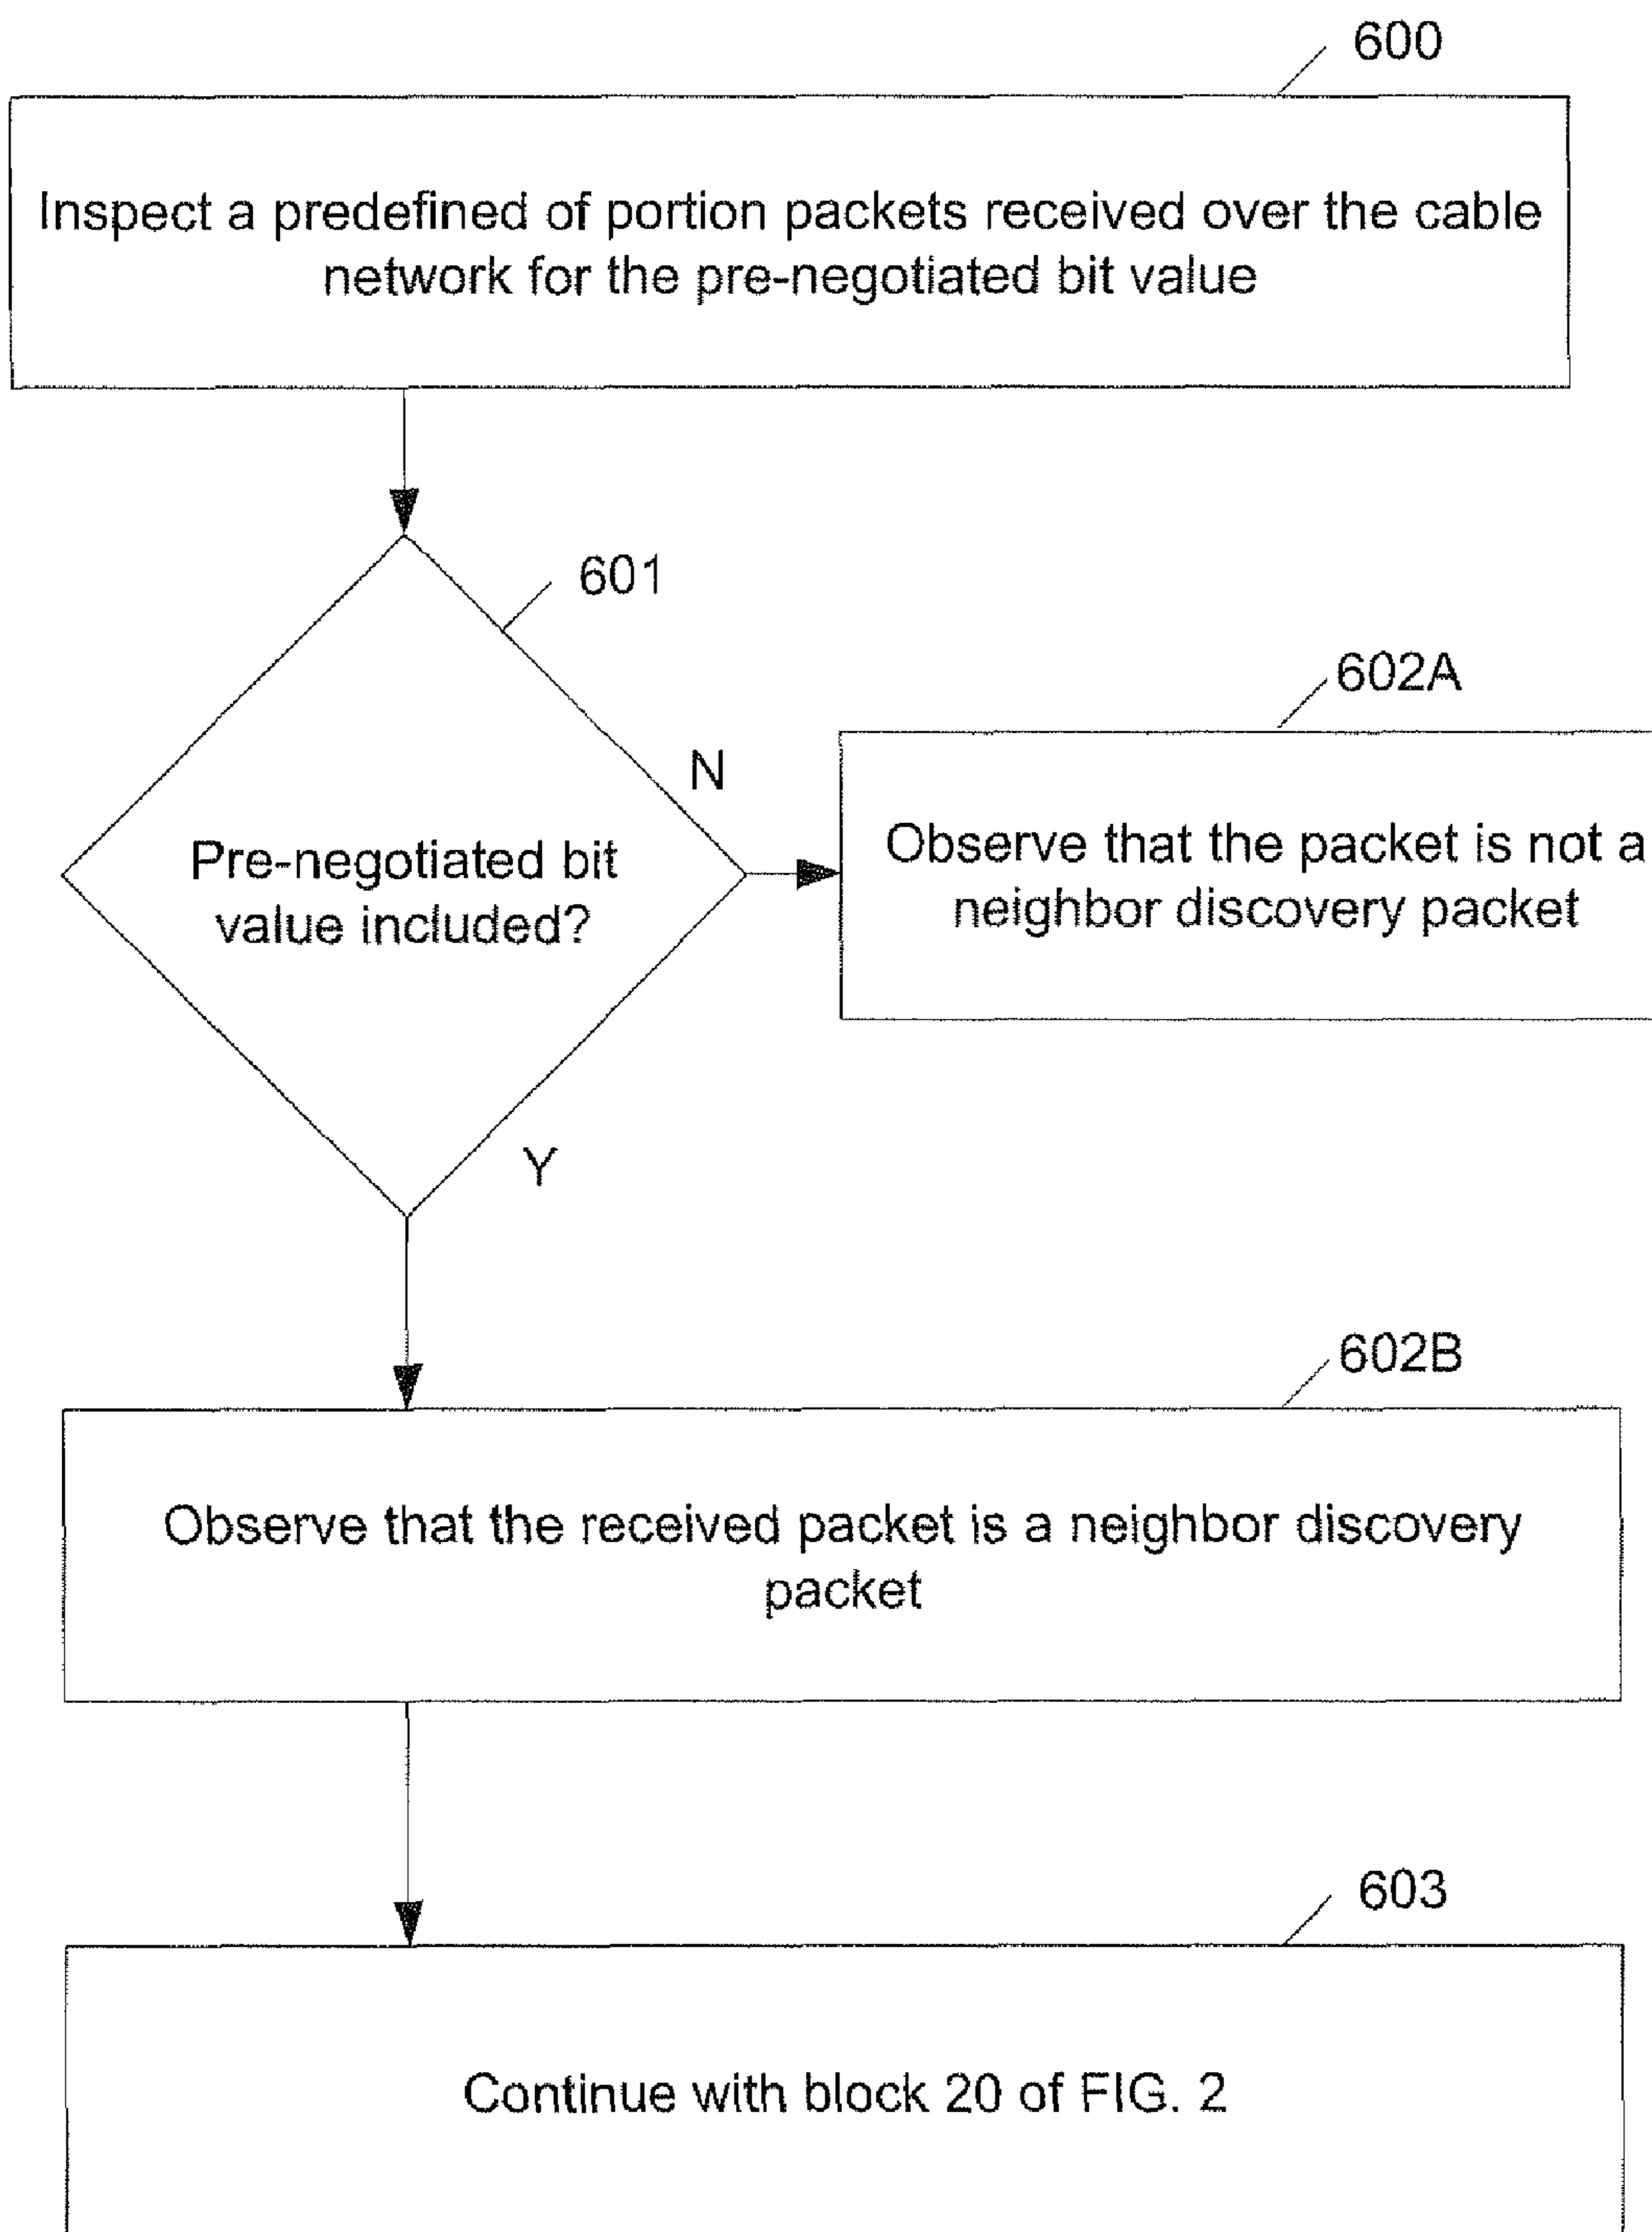 600
Inspect a predefined of portion packets received over the cable
network for the pre-negotiated bit value
601
602A
N
Pre-negotiated bit
value included?
Observe that the packet is not a
neighbor discovery packet
Y
602B
Observe that the received packet is a neighbor discovery
packet
603
Continue with block 20 of FIG. 2